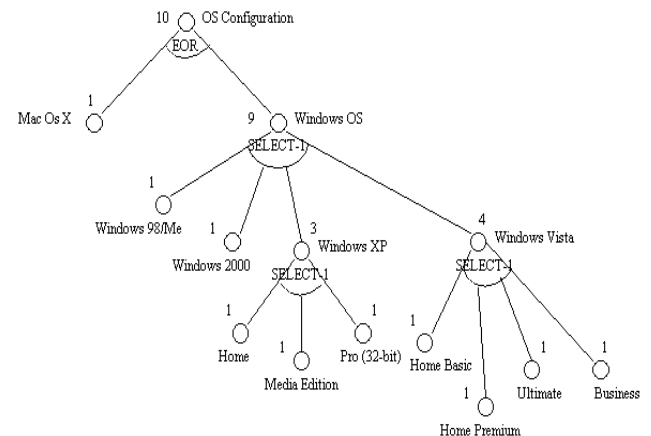 10 OS Configuration
EOR
1
Mac Os X
9 Windows OS
SELECT-1
1
Windows 98/Me
1
Windows 2000
3
Windows XP
SELECT-1
4
Windows Vista
SELECT-1
1
Home
1
Media Edition
1
Pro (32-bit)
1
Home Basic
1
Home Premium
1
Ultimate
1
Business